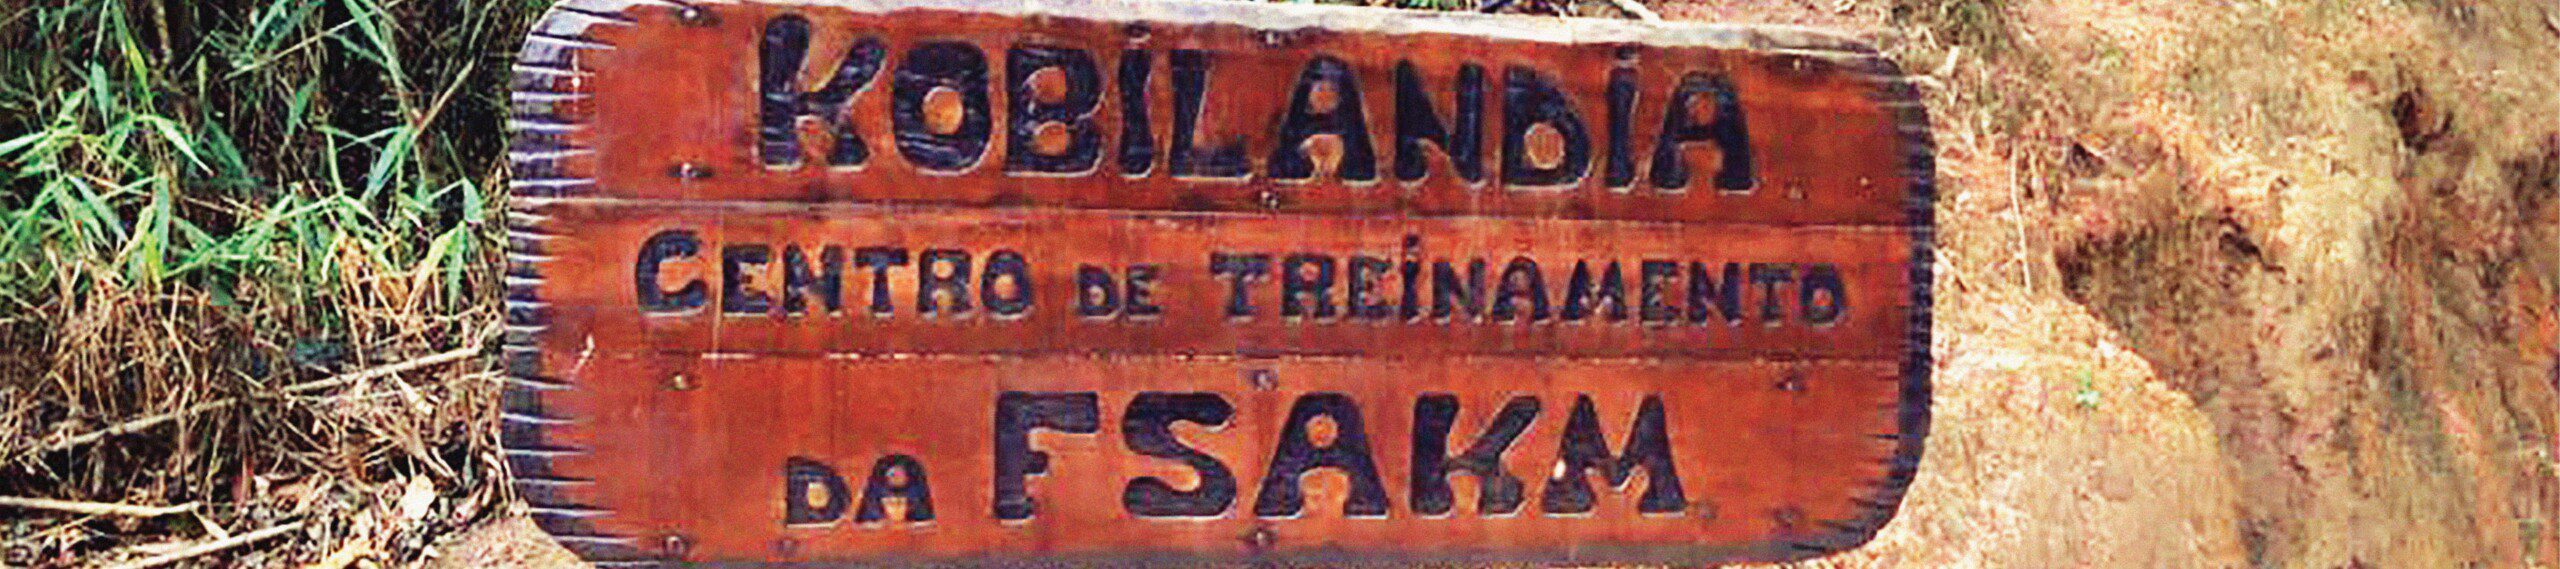 KOBILANDIA
CENTRO DE TREINAMENTO
DA FSAKM